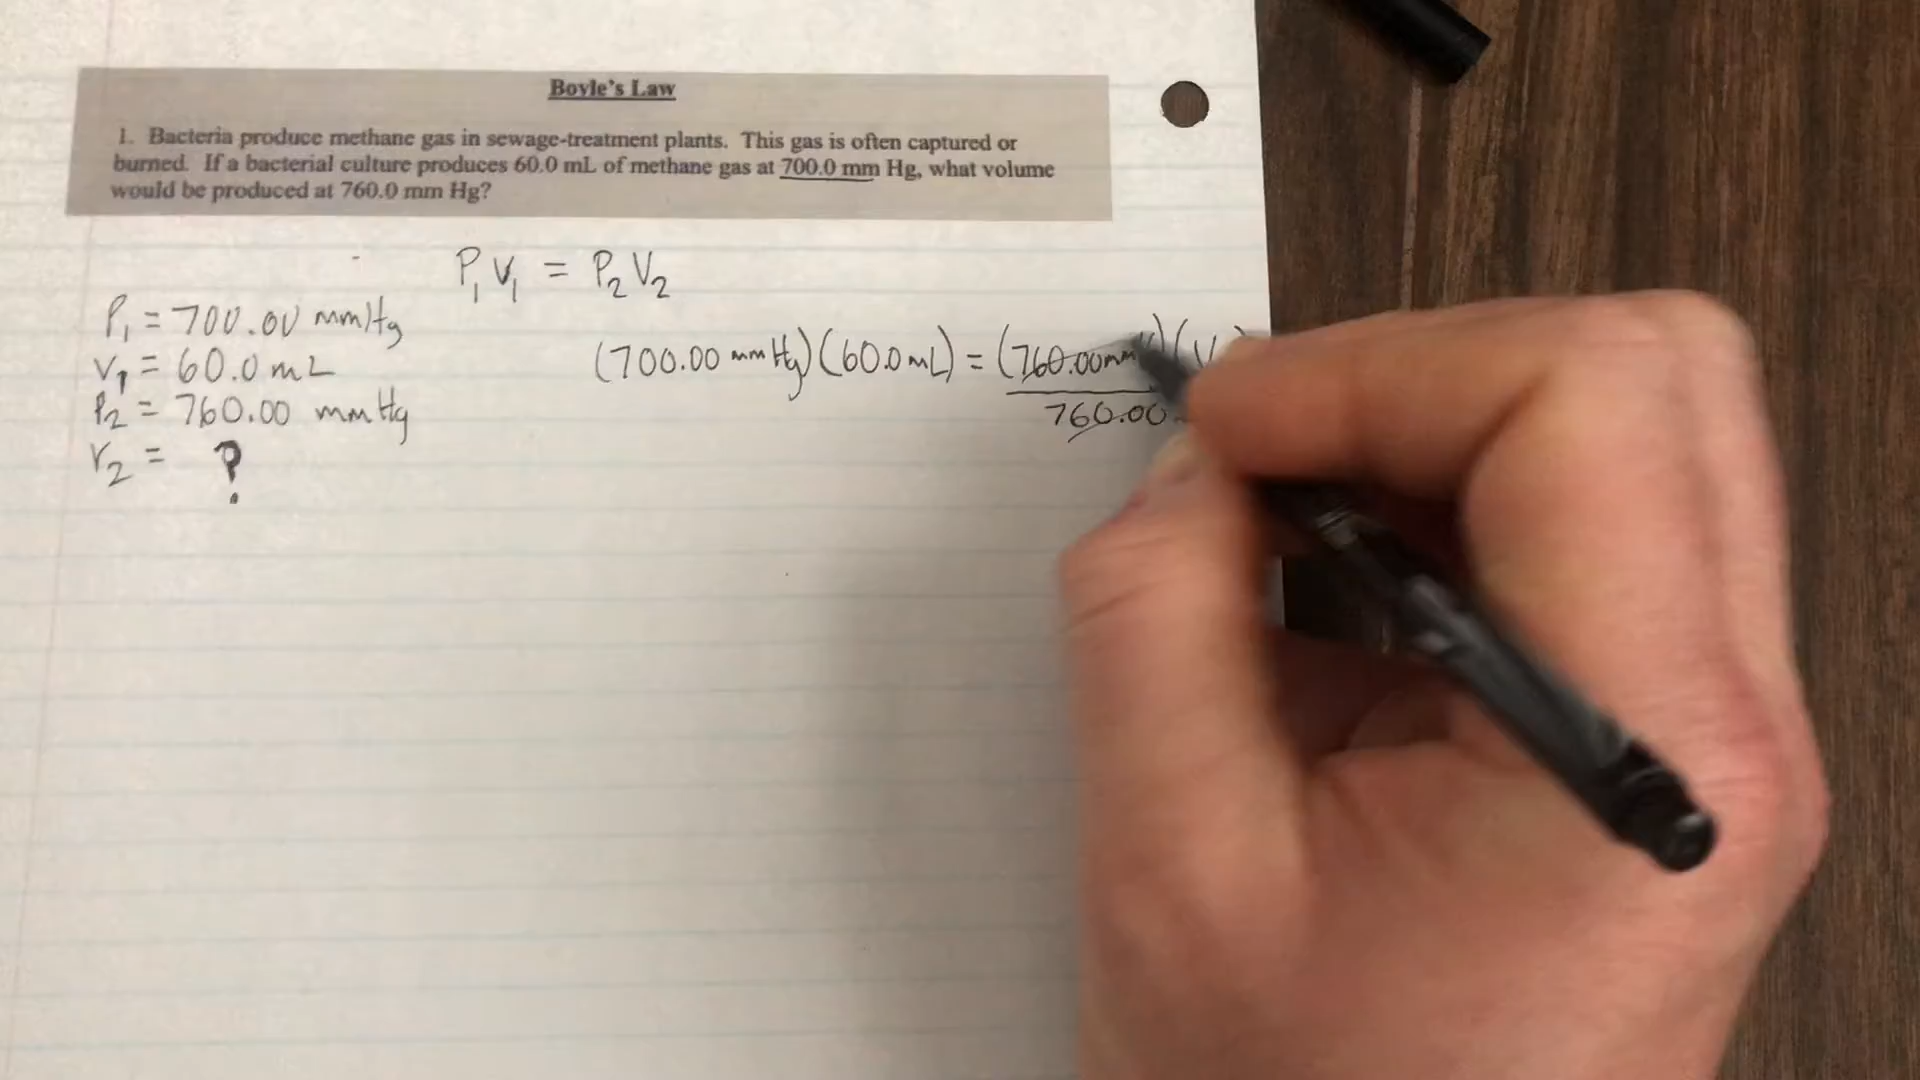 Boyle's Law
1. Bacteria produce methane gas in sewage-treatment plants. This gas is often captured or
burned. If a bacterial culture produces 60.0 mL of methane gas at 700.0 mm Hg, what volume
would be produced at 760.0 mm Hg?
P₁V₁ = P₂V₂
P₁ = 700.00 mmHg
V₁ = 60.0 mL
P₂ = 760.00 mmHg
V₂ = ?
(700.00 mmHg)(60.0mL) = (760.00mm )(V
760.00